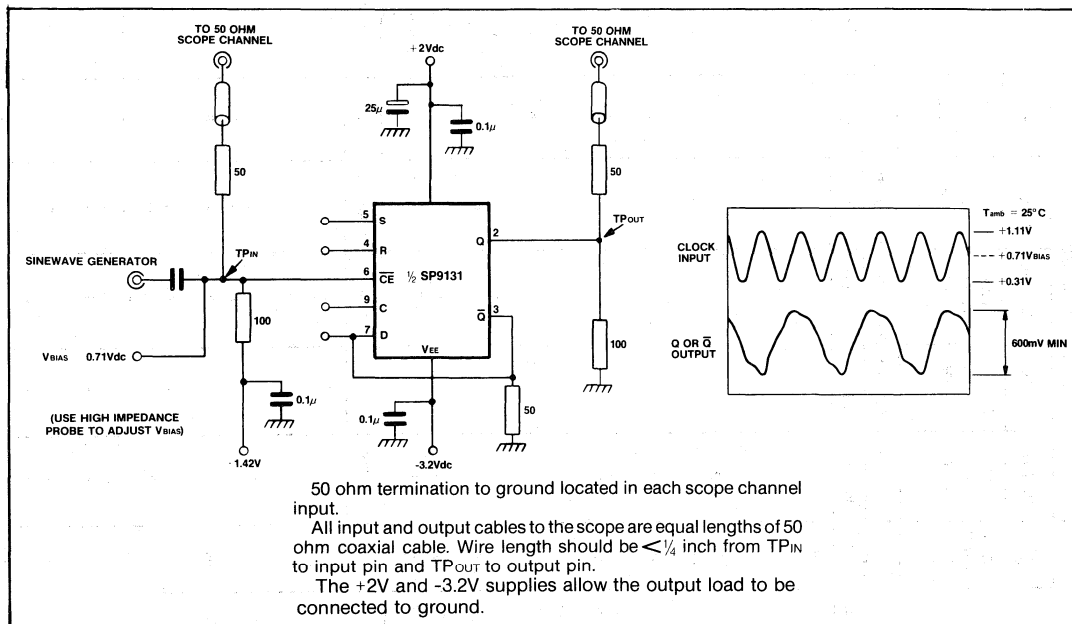 TO 50 OHM
SCOPE CHANNEL
TO 50 OHM
SCOPE CHANNEL
+2Vdc
25µ
0.1µ
50
50
5 S
4 R
6 CE
9 C
7 D
½ SP9131
Q 2
Q 3
VEE
TPIN
TPOUT
SINEWAVE GENERATOR
100
100
VBIAS 0.71Vdc
0.1µ
0.1µ
50
(USE HIGH IMPEDANCE
PROBE TO ADJUST VBIAS)
- 1.42V
-3.2Vdc
Tamb = 25°C
+1.11V
+0.71VBIAS
+0.31V
CLOCK
INPUT
Q OR Q̅
OUTPUT
600mV MIN
50 ohm termination to ground located in each scope channel
input.
All input and output cables to the scope are equal lengths of 50
ohm coaxial cable. Wire length should be <¼ inch from TPIN
to input pin and TPOUT to output pin.
The +2V and -3.2V supplies allow the output load to be
connected to ground.